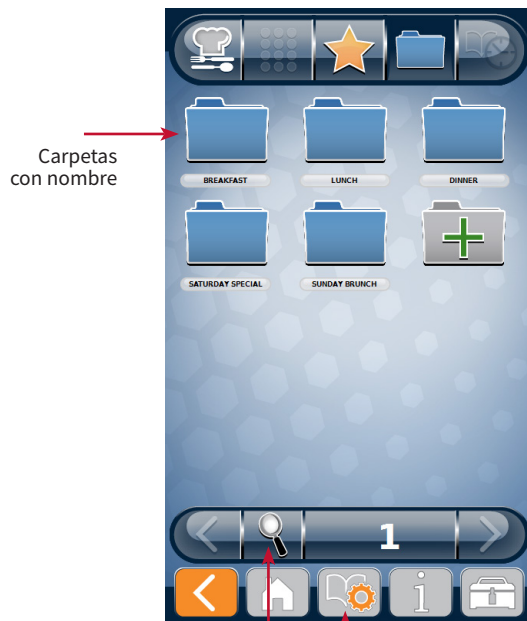 Carpetas
con nombre
BREAKFAST
LUNCH
DINNER
SATURDAY SPECIAL
SUNDAY BRUNCH
1
i